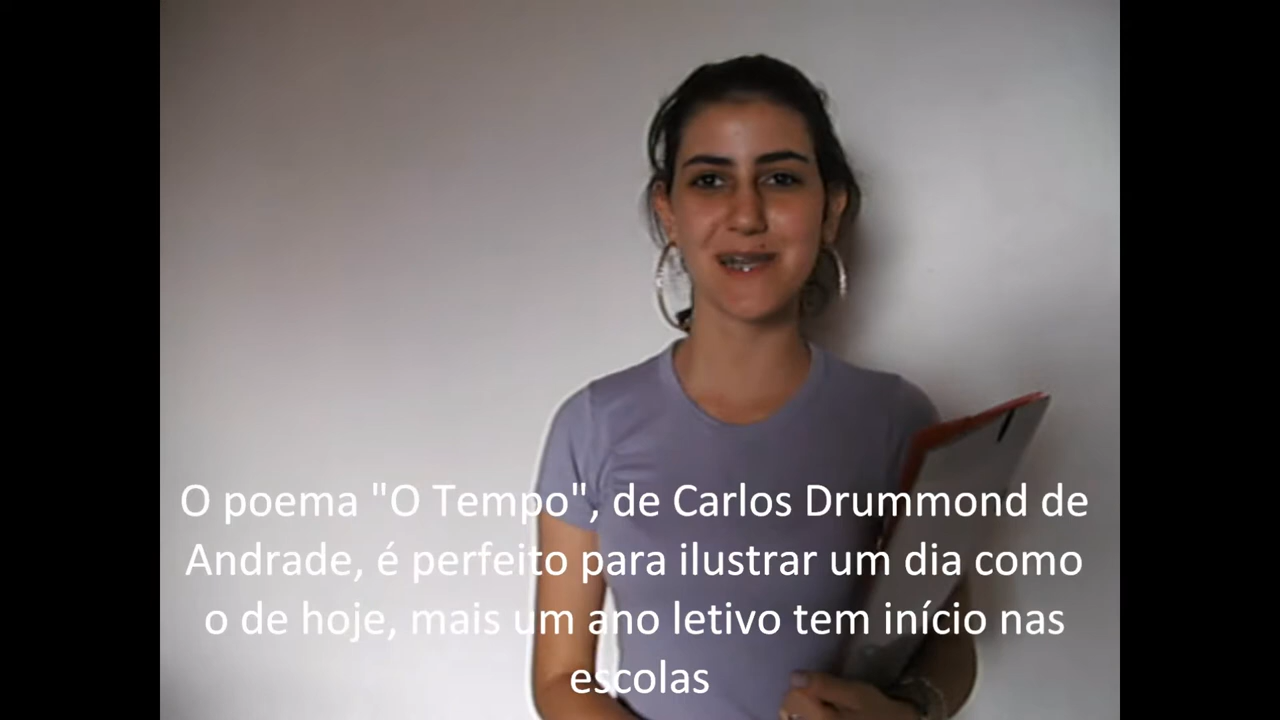 O poema "O Tempo", de Carlos Drummond de
Andrade, é perfeito para ilustrar um dia como
o de hoje, mais um ano letivo tem início nas
escolas